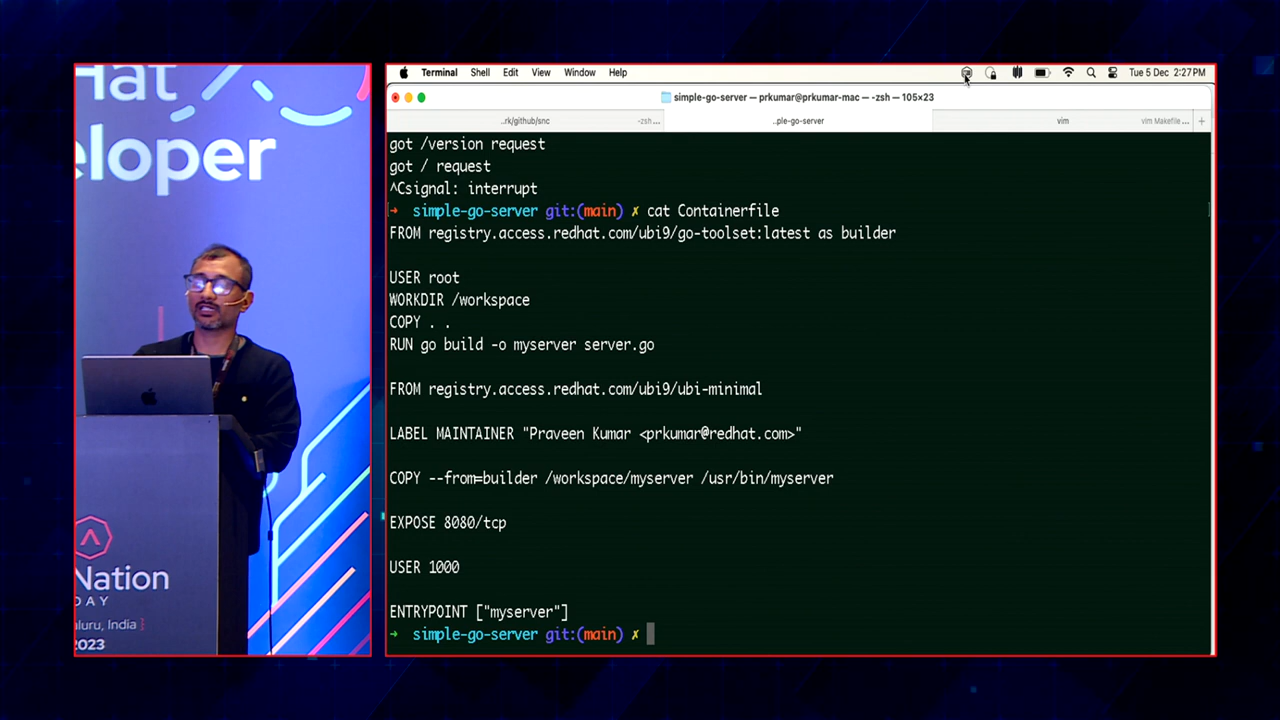 Hat
eloper
Nation
DAY
aluru, India }
2023
Terminal Shell Edit View Window Help Tue 5 Dec 2:27 PM
simple-go-server — prkumar@prkumar-mac — -zsh — 105×23
..rk/github/snc -zsh ... ..ple-go-server vim vim Makefile ... +
got /version request
got / request
^Csignal: interrupt
→ simple-go-server git:(main) ✗ cat Containerfile
FROM registry.access.redhat.com/ubi9/go-toolset:latest as builder
USER root
WORKDIR /workspace
COPY . .
RUN go build -o myserver server.go
FROM registry.access.redhat.com/ubi9/ubi-minimal
LABEL MAINTAINER "Praveen Kumar <prkumar@redhat.com>"
COPY --from=builder /workspace/myserver /usr/bin/myserver
EXPOSE 8080/tcp
USER 1000
ENTRYPOINT ["myserver"]
→ simple-go-server git:(main) ✗